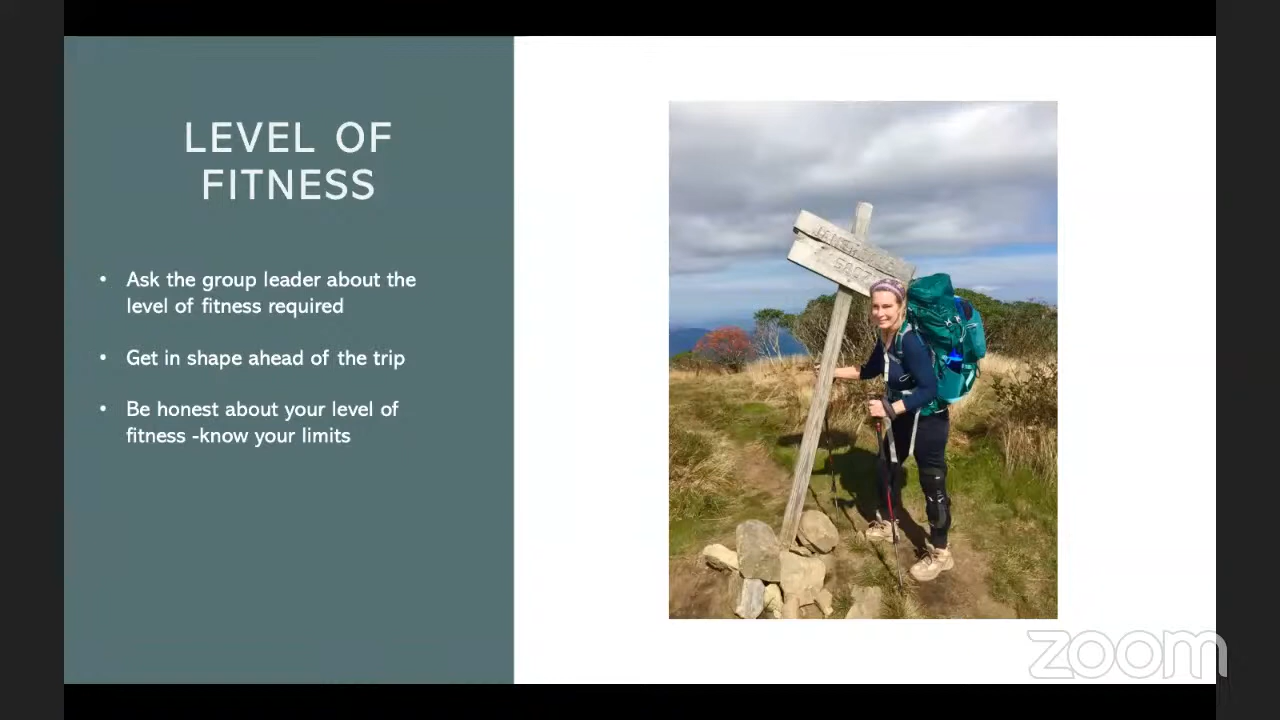 LEVEL OF
FITNESS
• Ask the group leader about the
level of fitness required
• Get in shape ahead of the trip
• Be honest about your level of
fitness -know your limits
zoom